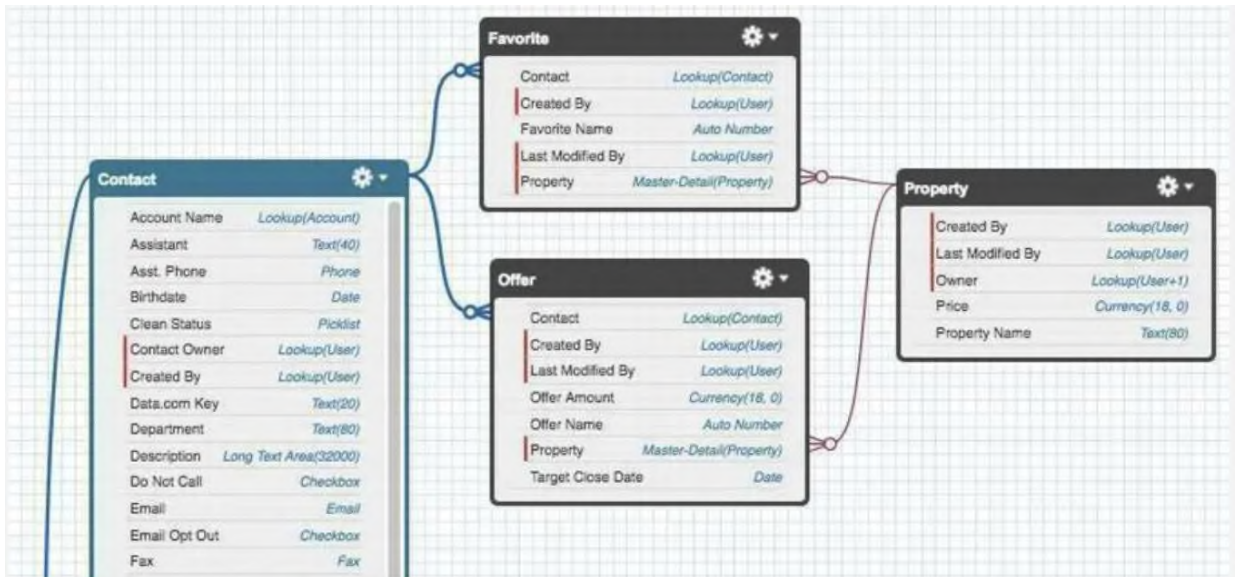 Favorite
Contact Lookup(Contact)
Created By Lookup(User)
Favorite Name Auto Number
Last Modified By Lookup(User)
Property Master-Detail(Property)
Contact
Account Name Lookup(Account)
Assistant Text(40)
Asst. Phone Phone
Birthdate Date
Clean Status Picklist
Contact Owner Lookup(User)
Created By Lookup(User)
Data.com Key Text(20)
Department Text(80)
Description Long Text Area(32000)
Do Not Call Checkbox
Email Email
Email Opt Out Checkbox
Fax Fax
Offer
Contact Lookup(Contact)
Created By Lookup(User)
Last Modified By Lookup(User)
Offer Amount Currency(18, 0)
Offer Name Auto Number
Property Master-Detail(Property)
Target Close Date Date
Property
Created By Lookup(User)
Last Modified By Lookup(User)
Owner Lookup(User+1)
Price Currency(18, 0)
Property Name Text(80)